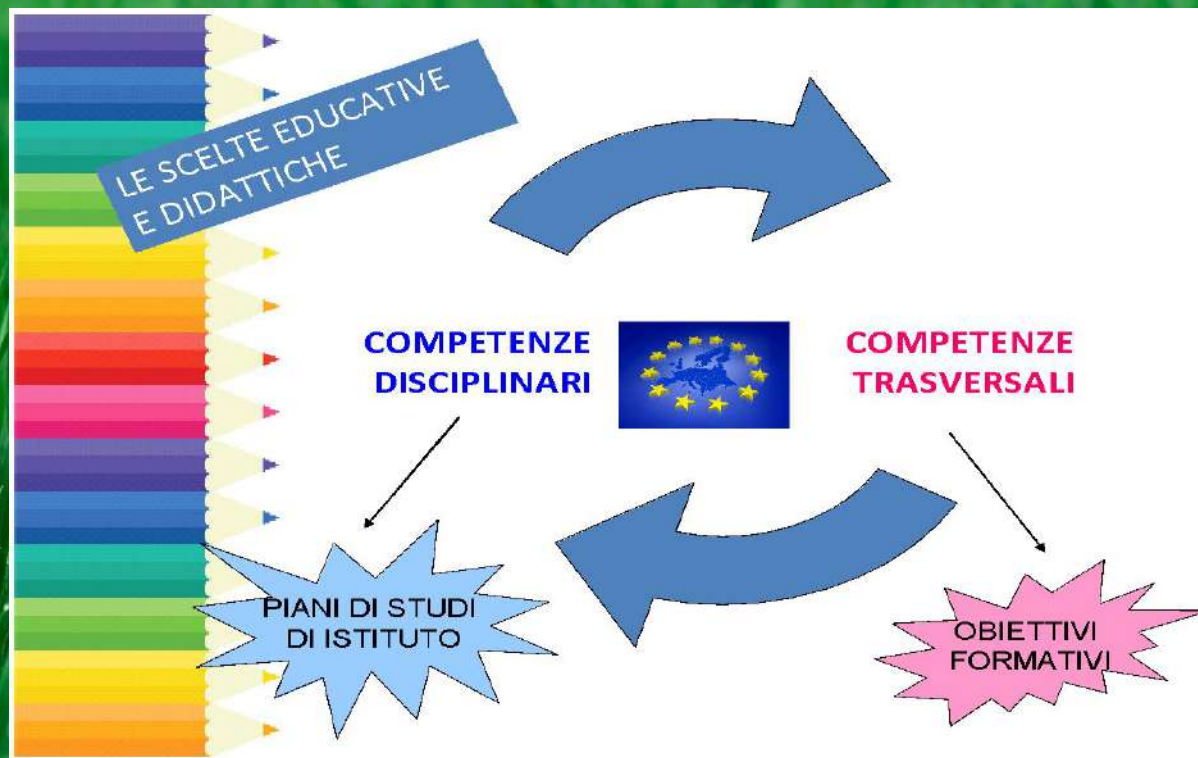 LE SCELTE EDUCATIVE
E DIDATTICHE
COMPETENZE
DISCIPLINARI
COMPETENZE
TRASVERSALI
PIANI DI STUDI
DI ISTITUTO
OBIETTIVI
FORMATIVI